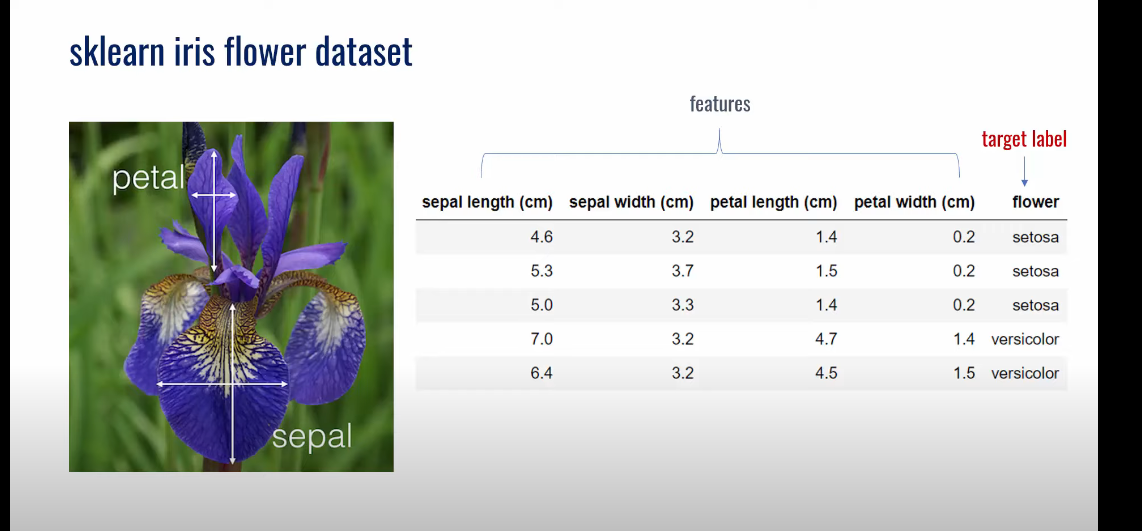 sklearn iris flower dataset
features
target label
petal
sepal
sepal length (cm) sepal width (cm) petal length (cm) petal width (cm) flower
4.6 3.2 1.4 0.2 setosa
5.3 3.7 1.5 0.2 setosa
5.0 3.3 1.4 0.2 setosa
7.0 3.2 4.7 1.4 versicolor
6.4 3.2 4.5 1.5 versicolor